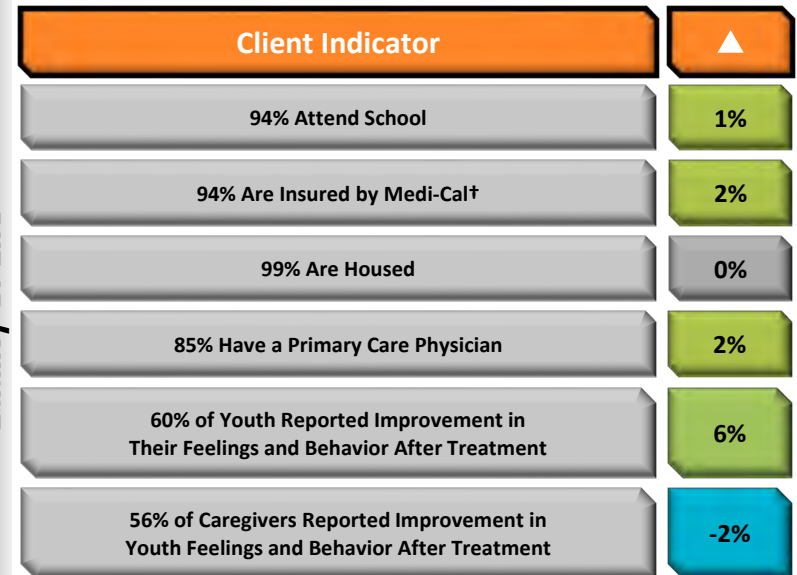 Client Indicator ▲
94% Attend School 1%
94% Are Insured by Medi-Cal† 2%
99% Are Housed 0%
85% Have a Primary Care Physician 2%
60% of Youth Reported Improvement in
Their Feelings and Behavior After Treatment 6%
56% of Caregivers Reported Improvement in
Youth Feelings and Behavior After Treatment -2%